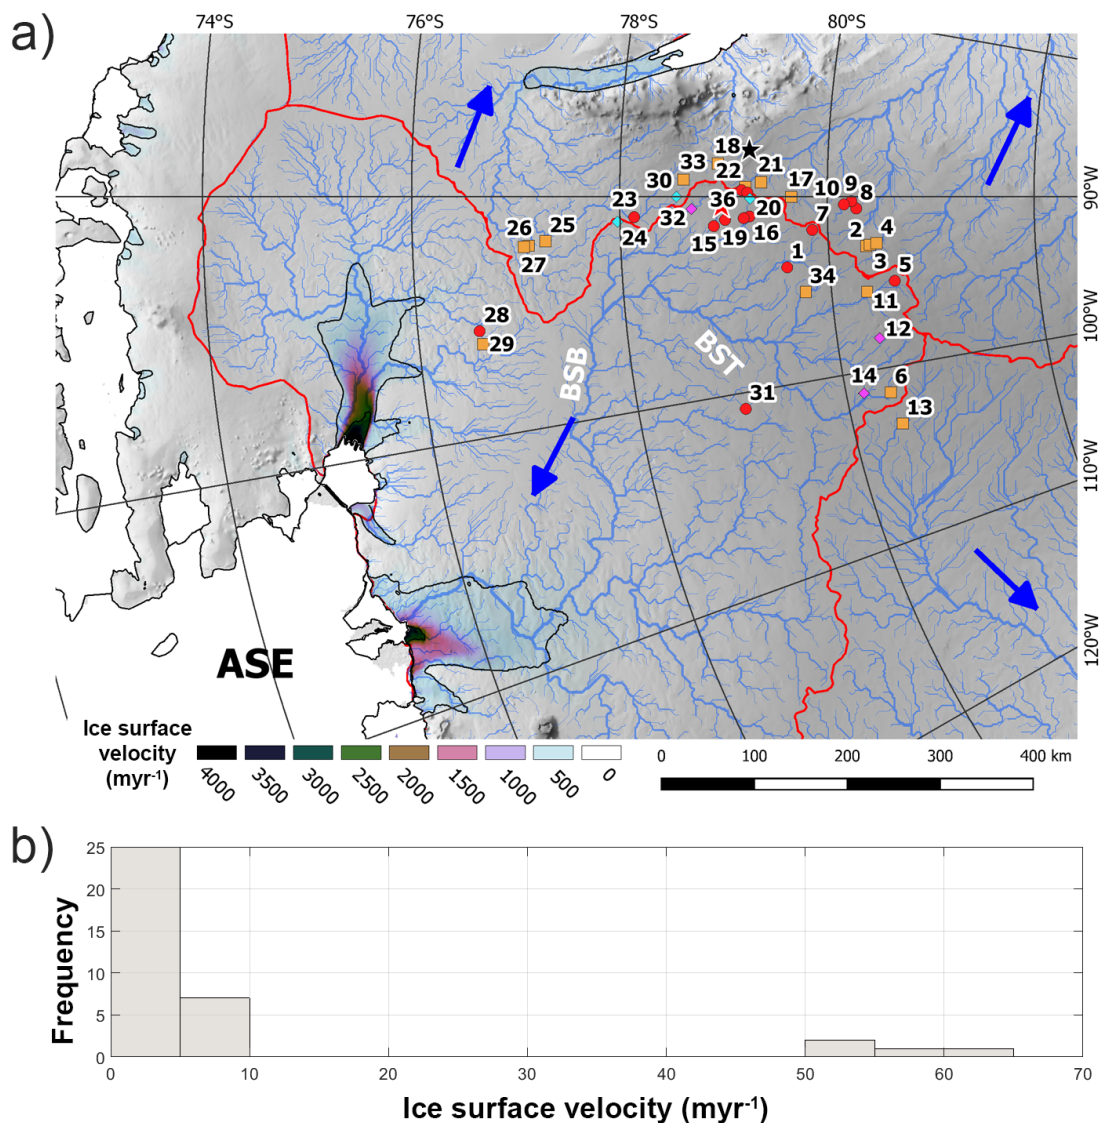 a)
74°S 76°S 78°S 80°S
18 21
33 22
30 17
90°W
10 9 8
23 36
32 20 7
26 25 24 15 19 16 2 4
27 1 3
34 5
11
100°W
28
29
12
BST
BSB
14 6
31
13
110°W
120°W
ASE
Ice surface
velocity
(myr-1)
4000 3500 3000 2500 2000 1500 1000 500 0
0 100 200 300 400 km
b)
Frequency
25
20
15
10
5
0
0 10 20 30 40 50 60 70
Ice surface velocity (myr-1)